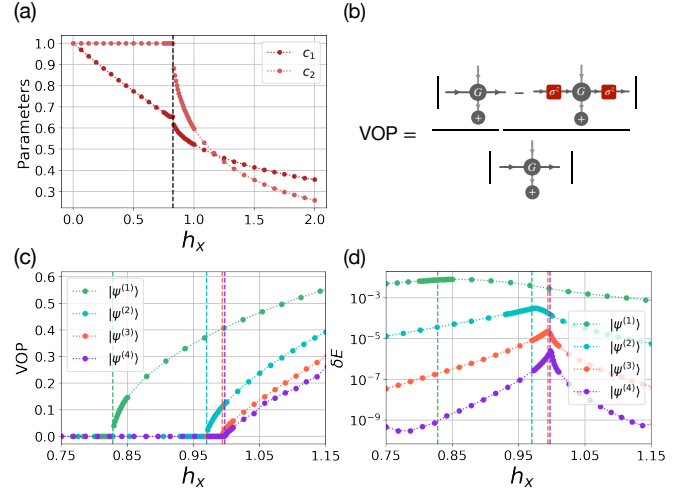 (a)
1.0
0.9
0.8
0.7
0.6
0.5
0.4
0.3
Parameters
c₁
c₂
0.0 0.5 1.0 1.5 2.0
hₓ
(b)
VOP =
G
+
−
σᶻ G σᶻ
+
G
+
(c)
0.6
0.5
0.4
0.3
0.2
0.1
0.0
VOP
|ψ⁽¹⁾⟩
|ψ⁽²⁾⟩
|ψ⁽³⁾⟩
|ψ⁽⁴⁾⟩
0.75 0.85 0.95 1.05 1.15
hₓ
(d)
10⁻³
10⁻⁵
10⁻⁷
10⁻⁹
δE
|ψ⁽¹⁾⟩
|ψ⁽²⁾⟩
|ψ⁽³⁾⟩
|ψ⁽⁴⁾⟩
0.75 0.85 0.95 1.05 1.15
hₓ